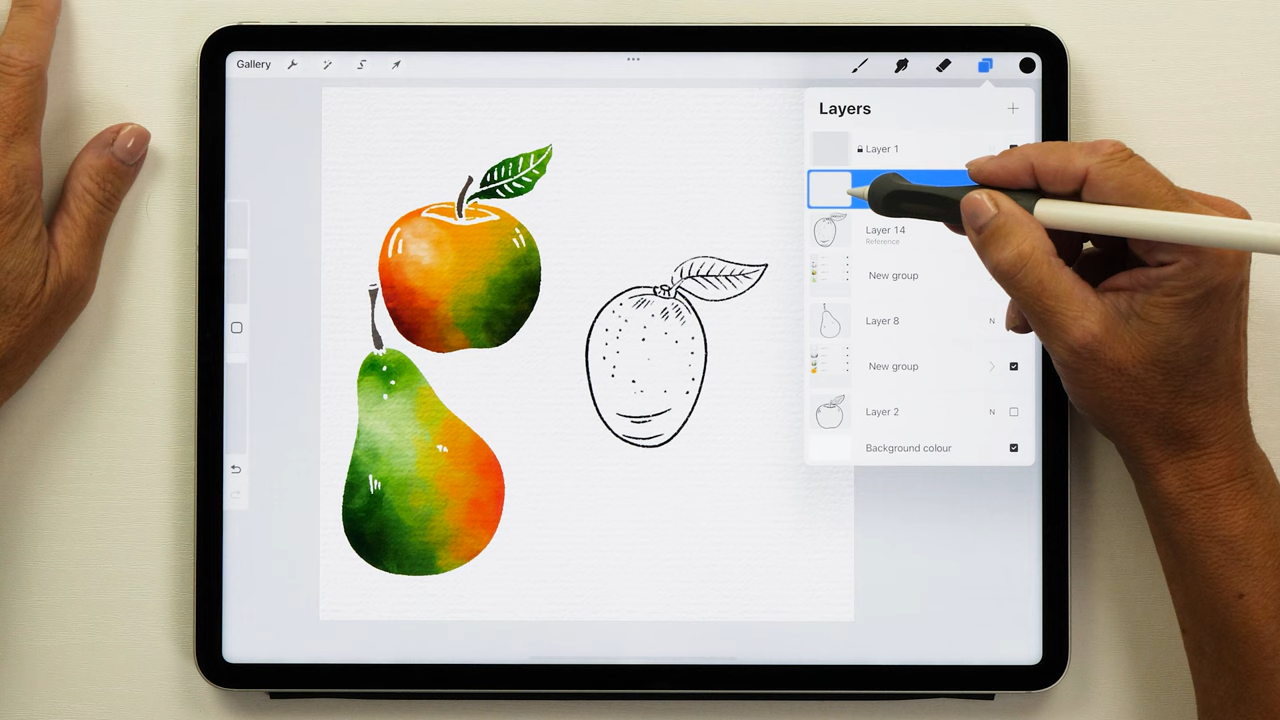 Gallery
Layers
Layer 1
Layer 14
Reference
New group
Layer 8 N
New group
Layer 2 N
Background colour